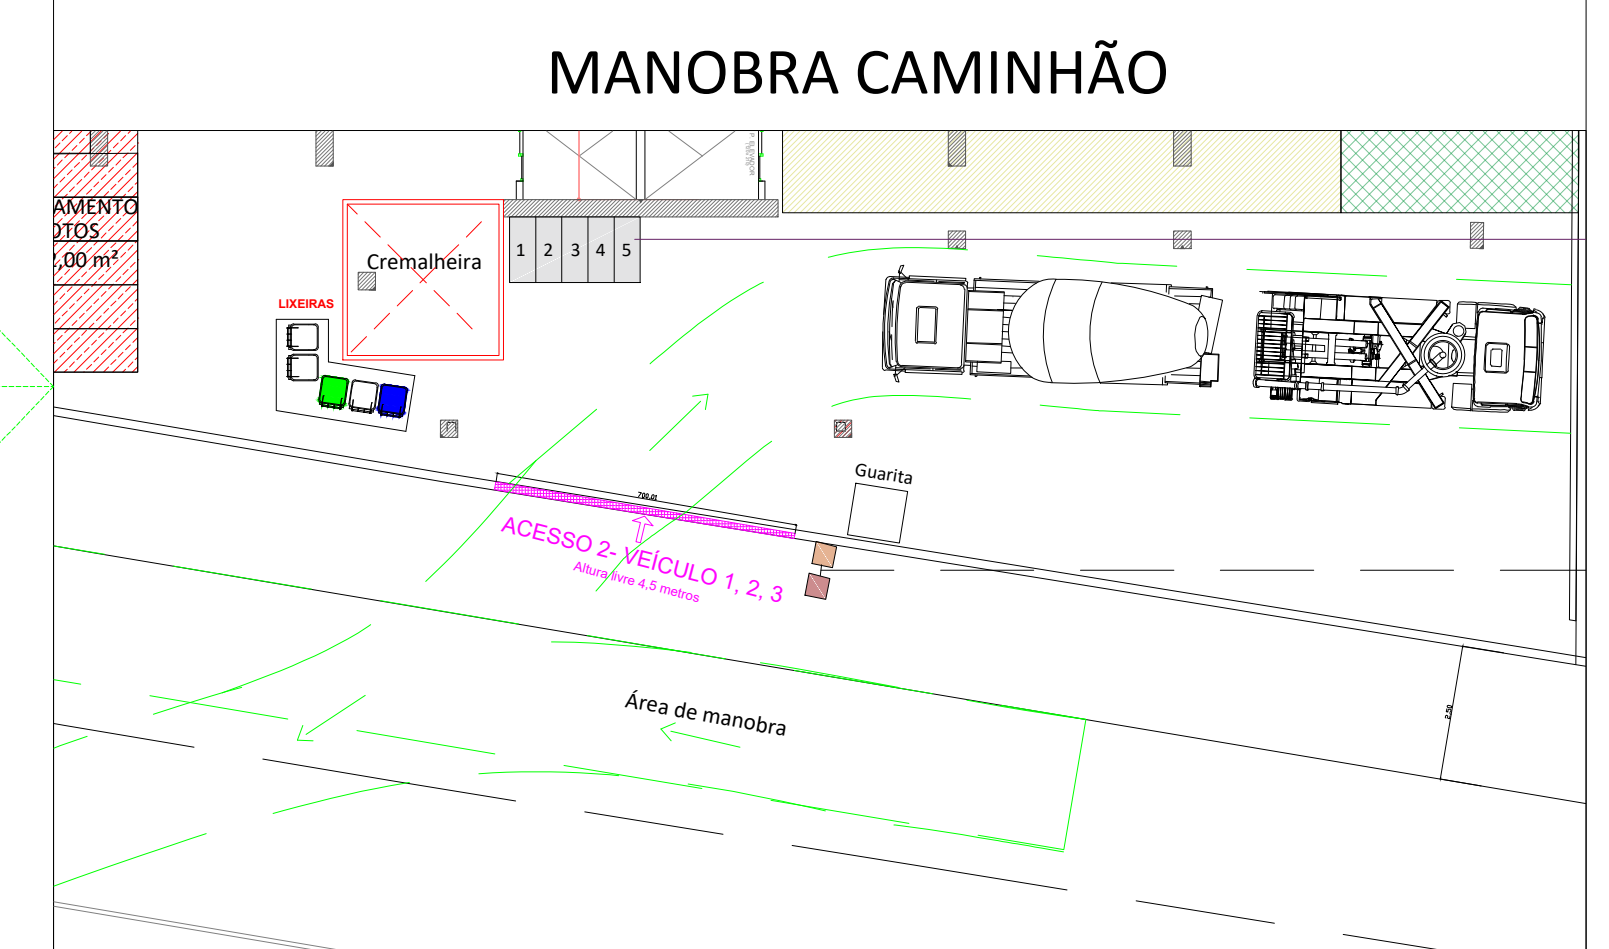 MANOBRA CAMINHÃO
AMENTO
OTOS
,00 m²
Cremalheira
1 2 3 4 5
LIXEIRAS
Guarita
700.01
ACESSO 2- VEÍCULO 1, 2, 3
Altura livre 4,5 metros
Área de manobra
2.50